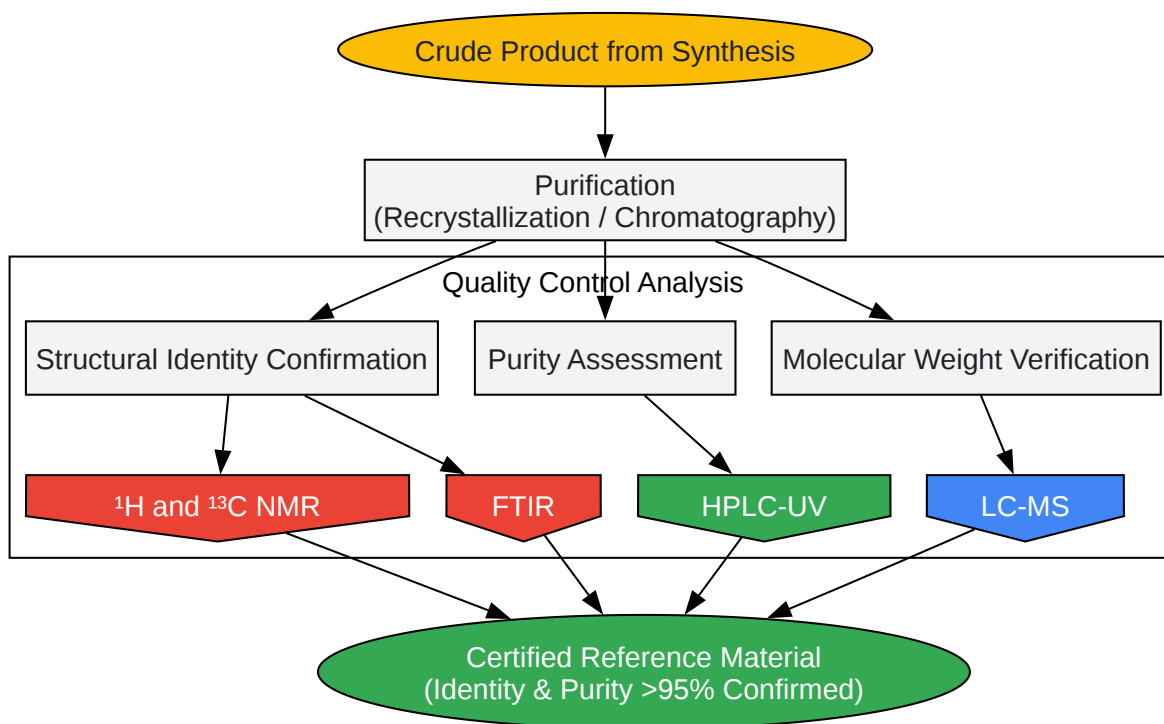 Crude Product from Synthesis
Purification
(Recrystallization / Chromatography)
Quality Control Analysis
Structural Identity Confirmation
Purity Assessment
Molecular Weight Verification
¹H and ¹³C NMR
FTIR
HPLC-UV
LC-MS
Certified Reference Material
(Identity & Purity >95% Confirmed)